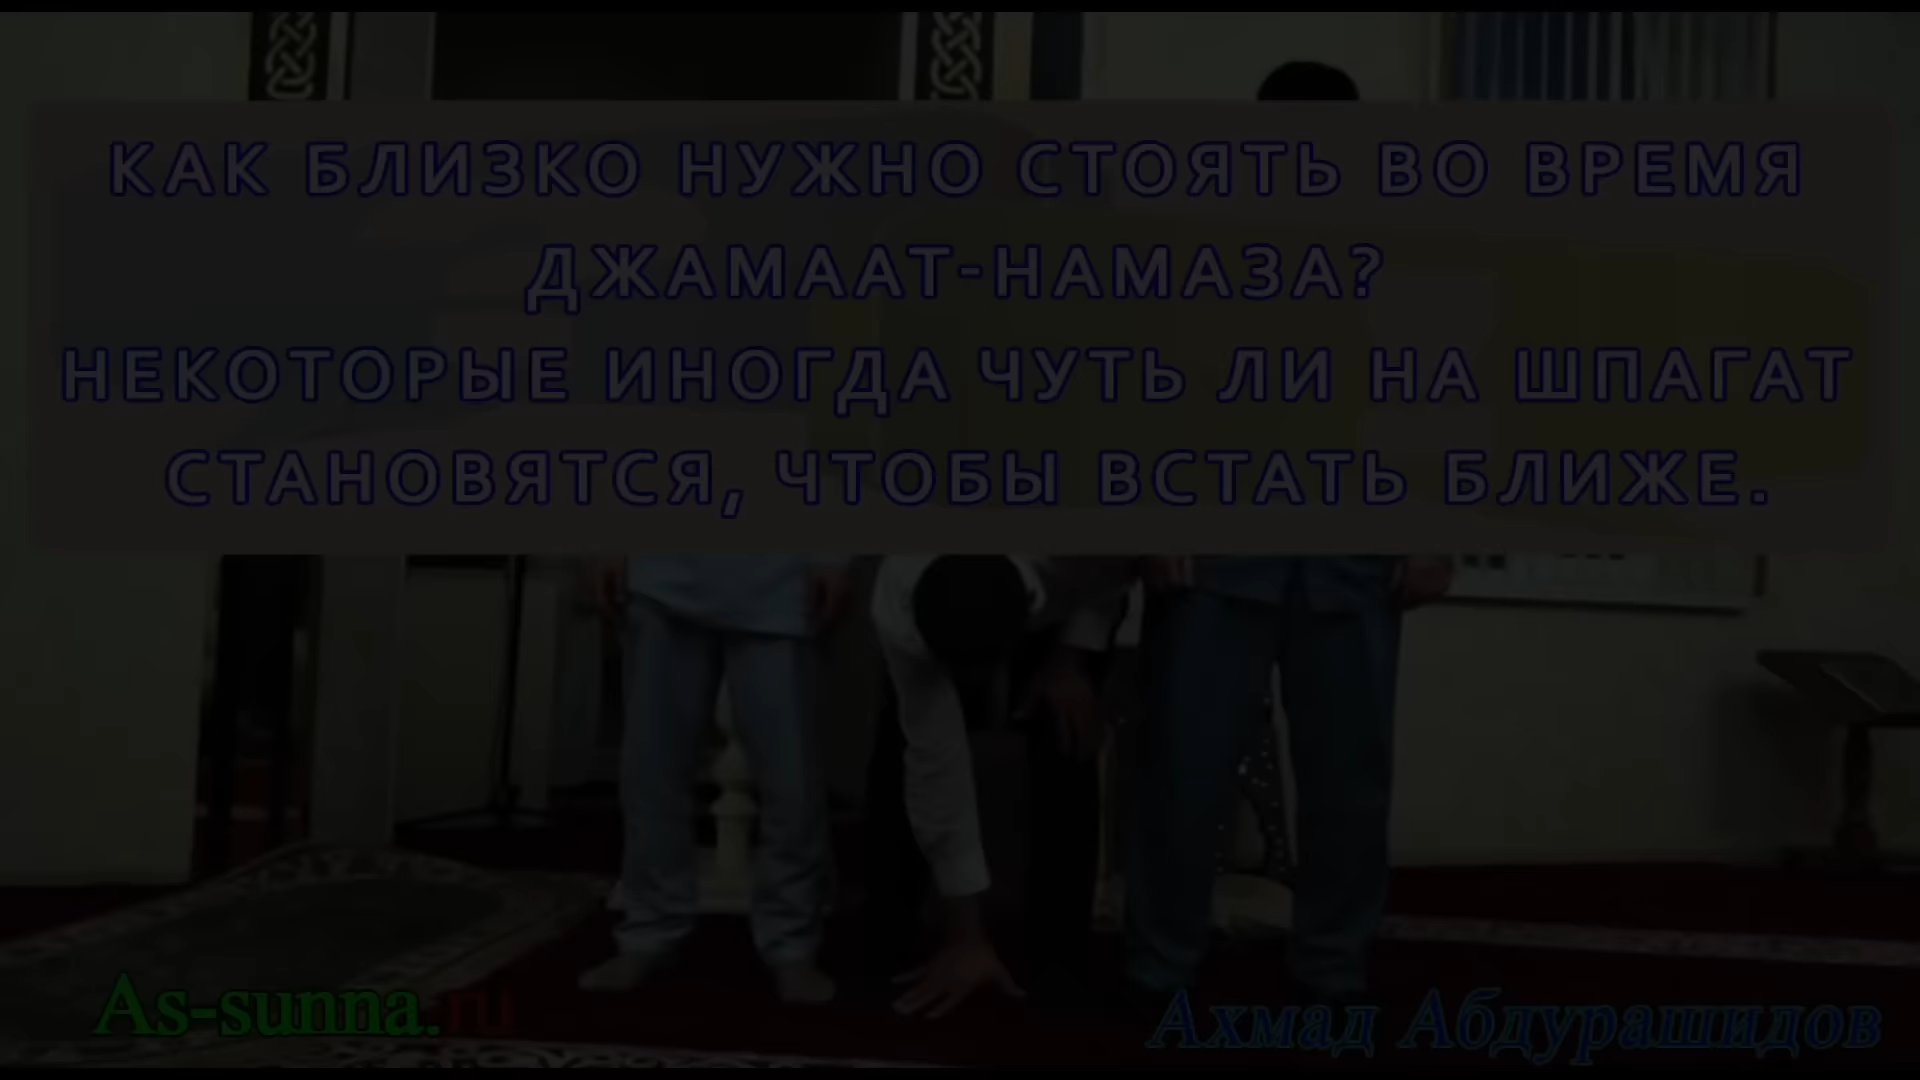 КАК БЛИЗКО НУЖНО СТОЯТЬ ВО ВРЕМЯ
ДЖАМААТ-НАМАЗА?
НЕКОТОРЫЕ ИНОГДА ЧУТЬ ЛИ НА ШПАГАТ
СТАНОВЯТСЯ, ЧТОБЫ ВСТАТЬ БЛИЖЕ.
As-sunna.ru
Ахмад Абдурашидов